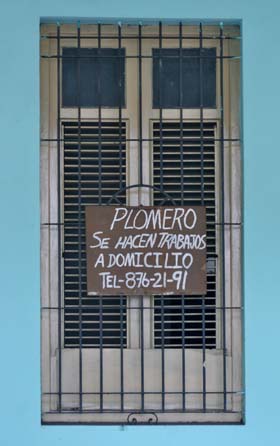 PLOMERO
SE HACEN TRABAJOS
A DOMICILIO
TEL-876-21-91